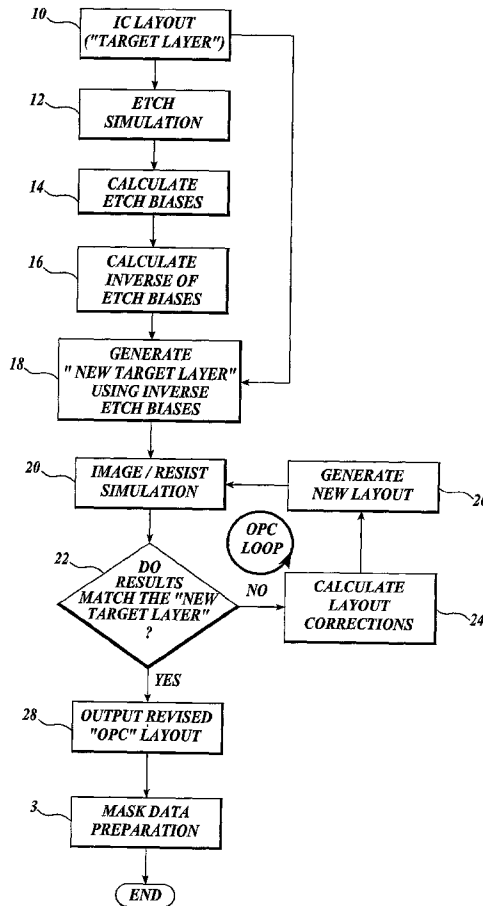 10
IC LAYOUT
("TARGET LAYER")
12
ETCH
SIMULATION
14
CALCULATE
ETCH BIASES
16
CALCULATE
INVERSE OF
ETCH BIASES
18
GENERATE
" NEW TARGET LAYER"
USING INVERSE
ETCH BIASES
20
IMAGE / RESIST
SIMULATION
GENERATE
NEW LAYOUT
OPC
LOOP
22
DO
RESULTS
MATCH THE "NEW
TARGET LAYER"
?
NO
CALCULATE
LAYOUT
CORRECTIONS
24
YES
28
OUTPUT REVISED
"OPC" LAYOUT
3
MASK DATA
PREPARATION
END